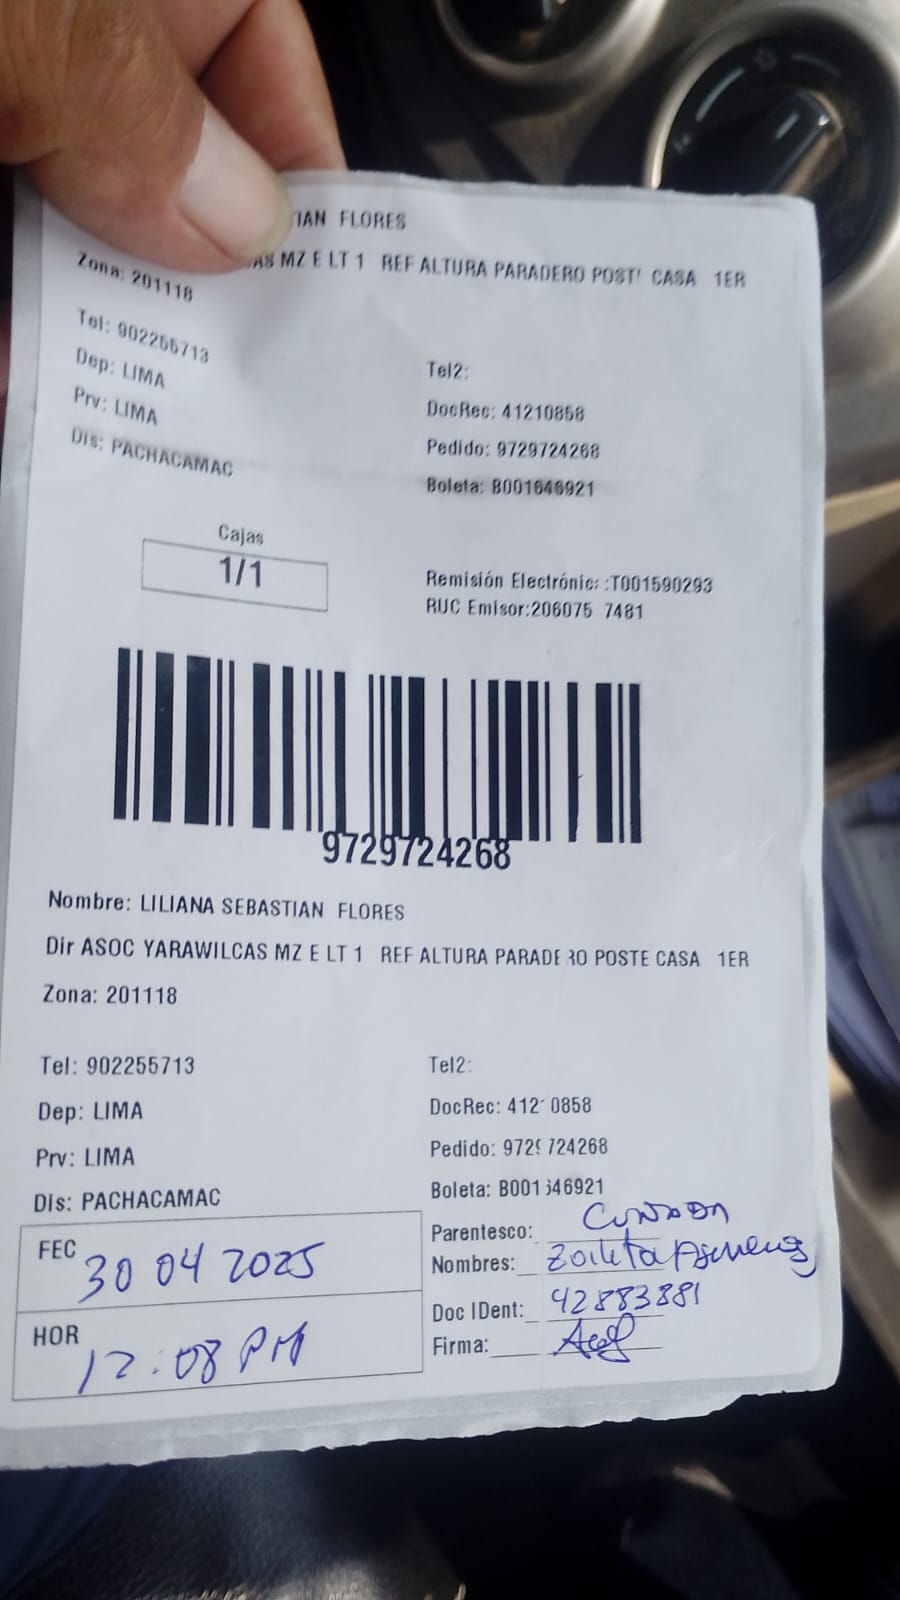 IAN FLORES
AS MZ E LT 1 REF ALTURA PARADERO POST' CASA 1ER
Zona: 201118
Tel: 902255713
Tel2:
Dep: LIMA
DocRec: 41210858
Prv: LIMA
Pedido: 9729724268
Dis: PACHACAMAC
Boleta: B001646921
Cajas
1/1
Remisión Electrónic: :T001590293
RUC Emisor:206075 7481
9729724268
Nombre: LILIANA SEBASTIAN FLORES
Dir ASOC YARAWILCAS MZ E LT 1 REF ALTURA PARADERO POSTE CASA 1ER
Zona: 201118
Tel: 902255713
Tel2:
Dep: LIMA
DocRec: 412 0858
Prv: LIMA
Pedido: 9729724268
Dis: PACHACAMAC
Boleta: B001646921
FEC 30 04 2025
HOR 12:08 PM
Parentesco:
Nombres:
Doc IDent: 42883881
Firma: